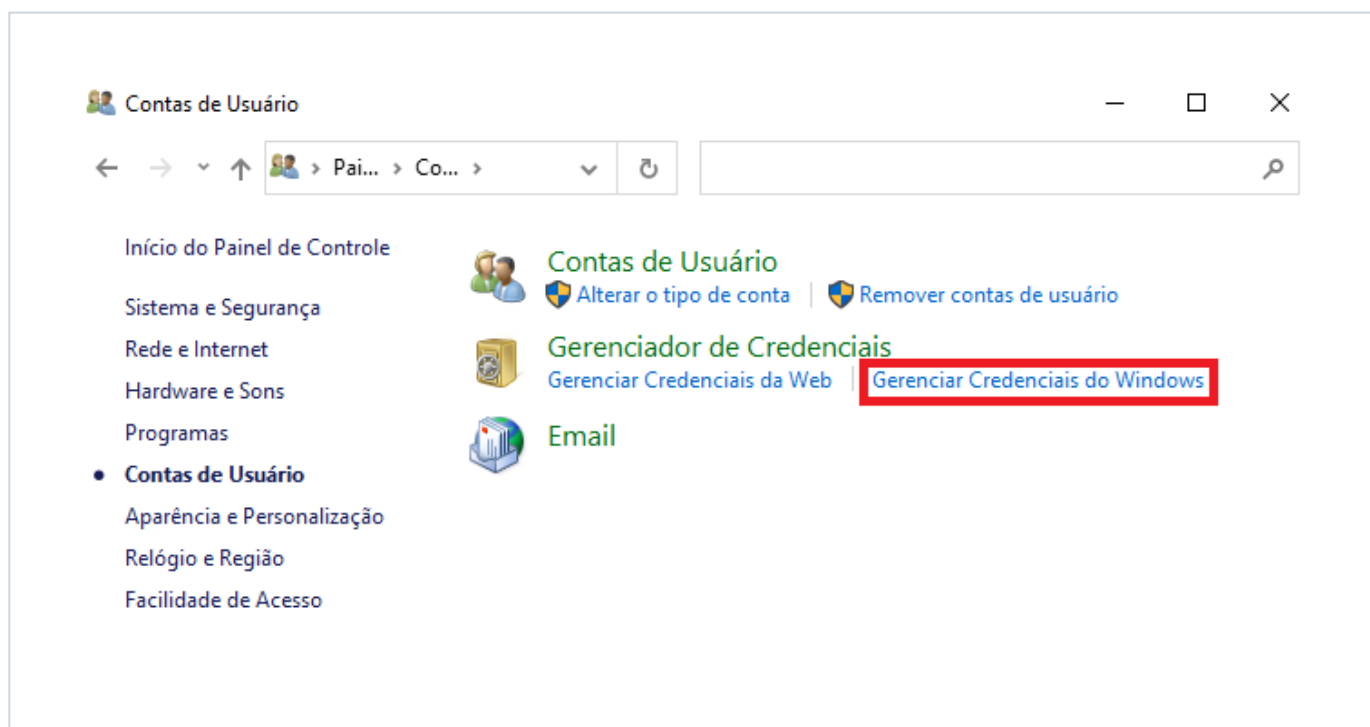 Contas de Usuário
Pai... > Co... >
Início do Painel de Controle
Sistema e Segurança
Rede e Internet
Hardware e Sons
Programas
Contas de Usuário
Aparência e Personalização
Relógio e Região
Facilidade de Acesso
Contas de Usuário
Alterar o tipo de conta
Remover contas de usuário
Gerenciador de Credenciais
Gerenciar Credenciais da Web
Gerenciar Credenciais do Windows
Email